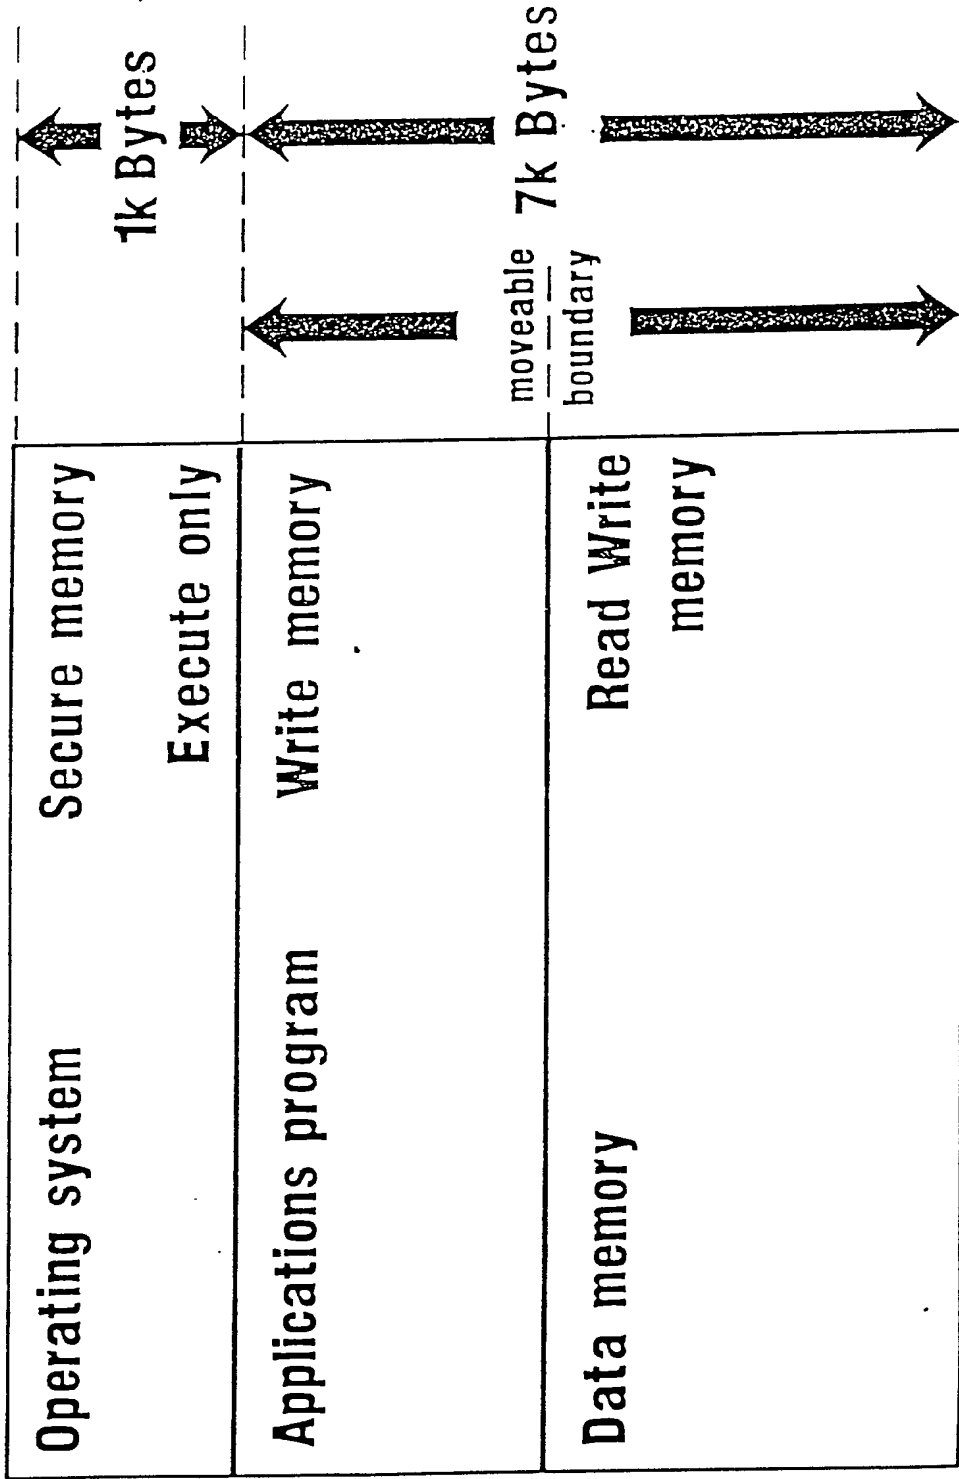 Operating system
Secure memory
Execute only
1k Bytes
Applications program
Write memory
moveable
boundary
7k Bytes
Data memory
Read Write
memory